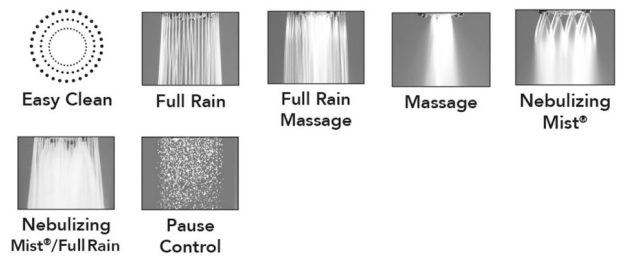 Easy Clean
Full Rain
Full Rain
Massage
Massage
Nebulizing
Mist®
Nebulizing
Mist®/Full Rain
Pause
Control